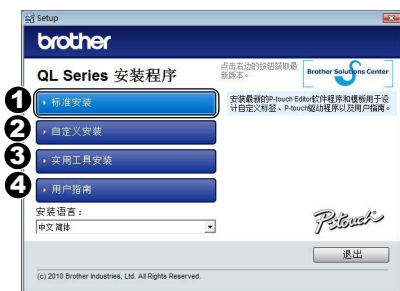 Setup
brother
QL Series 安装程序
点击右边的按钮获取最
新版本。
Brother Solutions Center
1
标准安装
安装最新的P-touch Editor软件程序和模板用于设
计自定义标签、P-touch驱动程序以及用户指南。
2
自定义安装
3
实用工具安装
4
用户指南
安装语言：
中文简体
P-touch
退出
(c) 2010 Brother Industries, Ltd. All Rights Reserved.